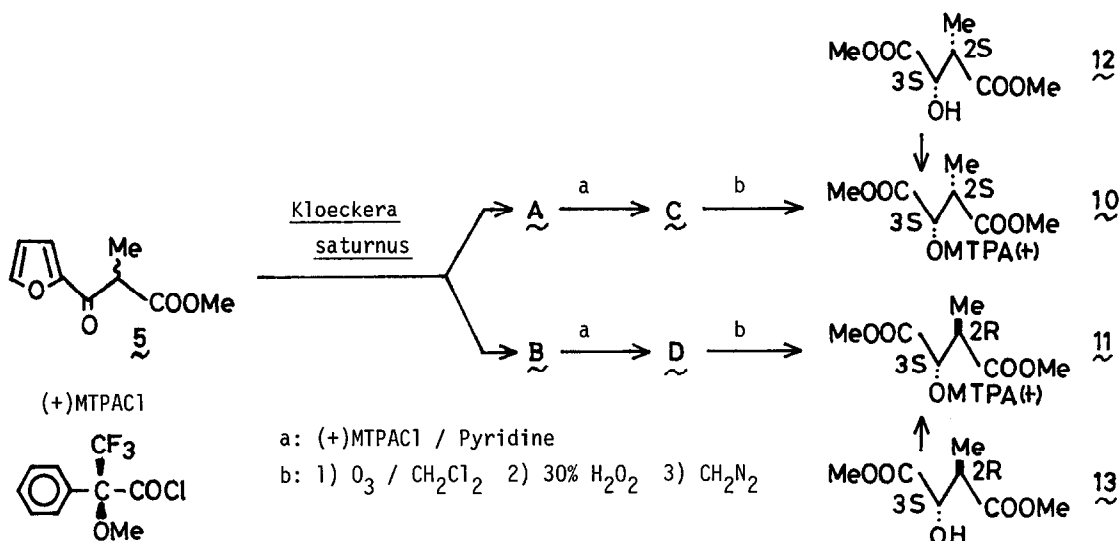 Me
MeOOC 2S 12
3S COOMe
OH
Me
MeOOC 2S 10
3S COOMe
OMTPA(+)
Kloeckera
saturnus
A a C b
Me
O COOMe
O
5
Me
MeOOC 2R 11
3S COOMe
OMTPA(+)
B a D b
(+)MTPACl
CF3
C COCl
OMe
a: (+)MTPACl / Pyridine
b: 1) O3 / CH2Cl2 2) 30% H2O2 3) CH2N2
Me
MeOOC 2R 13
3S COOMe
OH